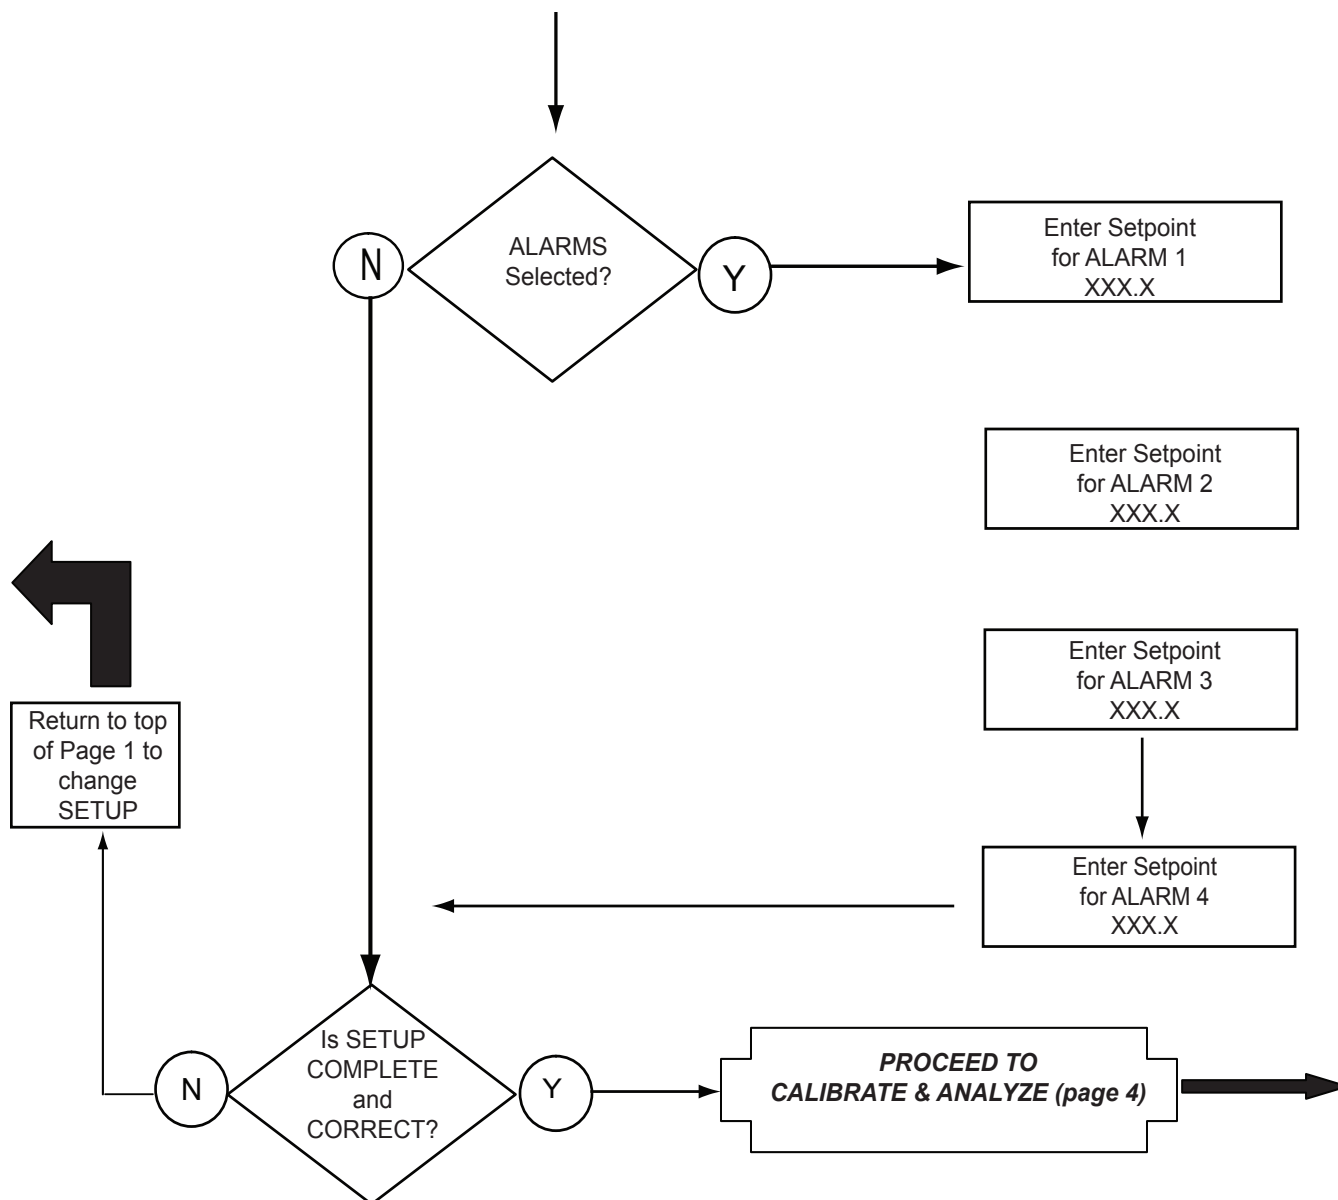 ALARMS
Selected?
N
Y
Enter Setpoint
for ALARM 1
XXX.X
Enter Setpoint
for ALARM 2
XXX.X
Enter Setpoint
for ALARM 3
XXX.X
Return to top
of Page 1 to
change
SETUP
Enter Setpoint
for ALARM 4
XXX.X
Is SETUP
COMPLETE
and
CORRECT?
N
Y
PROCEED TO
CALIBRATE & ANALYZE (page 4)